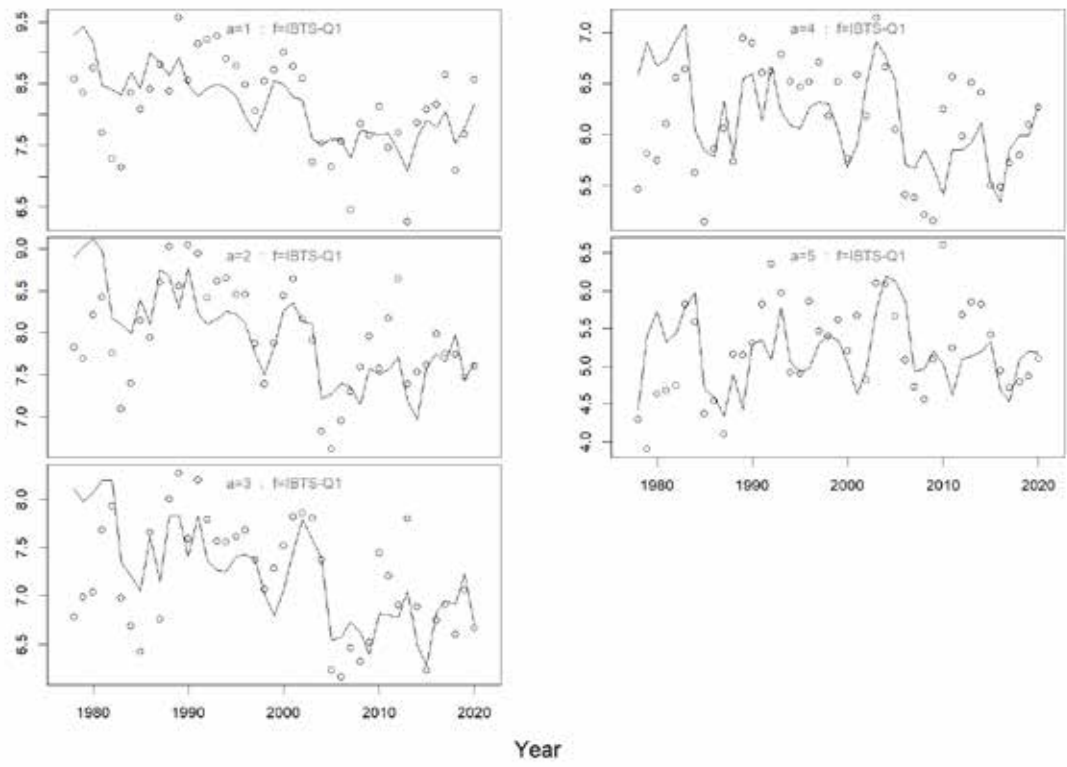 a=1 : f=IBTS-Q1
9.5
8.5
7.5
6.5
a=2 : f=IBTS-Q1
9.0
8.5
8.0
7.5
7.0
a=3 : f=IBTS-Q1
8.0
7.5
7.0
6.5
1980 1990 2000 2010 2020
a=4 : f=IBTS-Q1
7.0
6.5
6.0
5.5
a=5 : f=IBTS-Q1
6.5
6.0
5.5
5.0
4.5
4.0
1980 1990 2000 2010 2020
Year